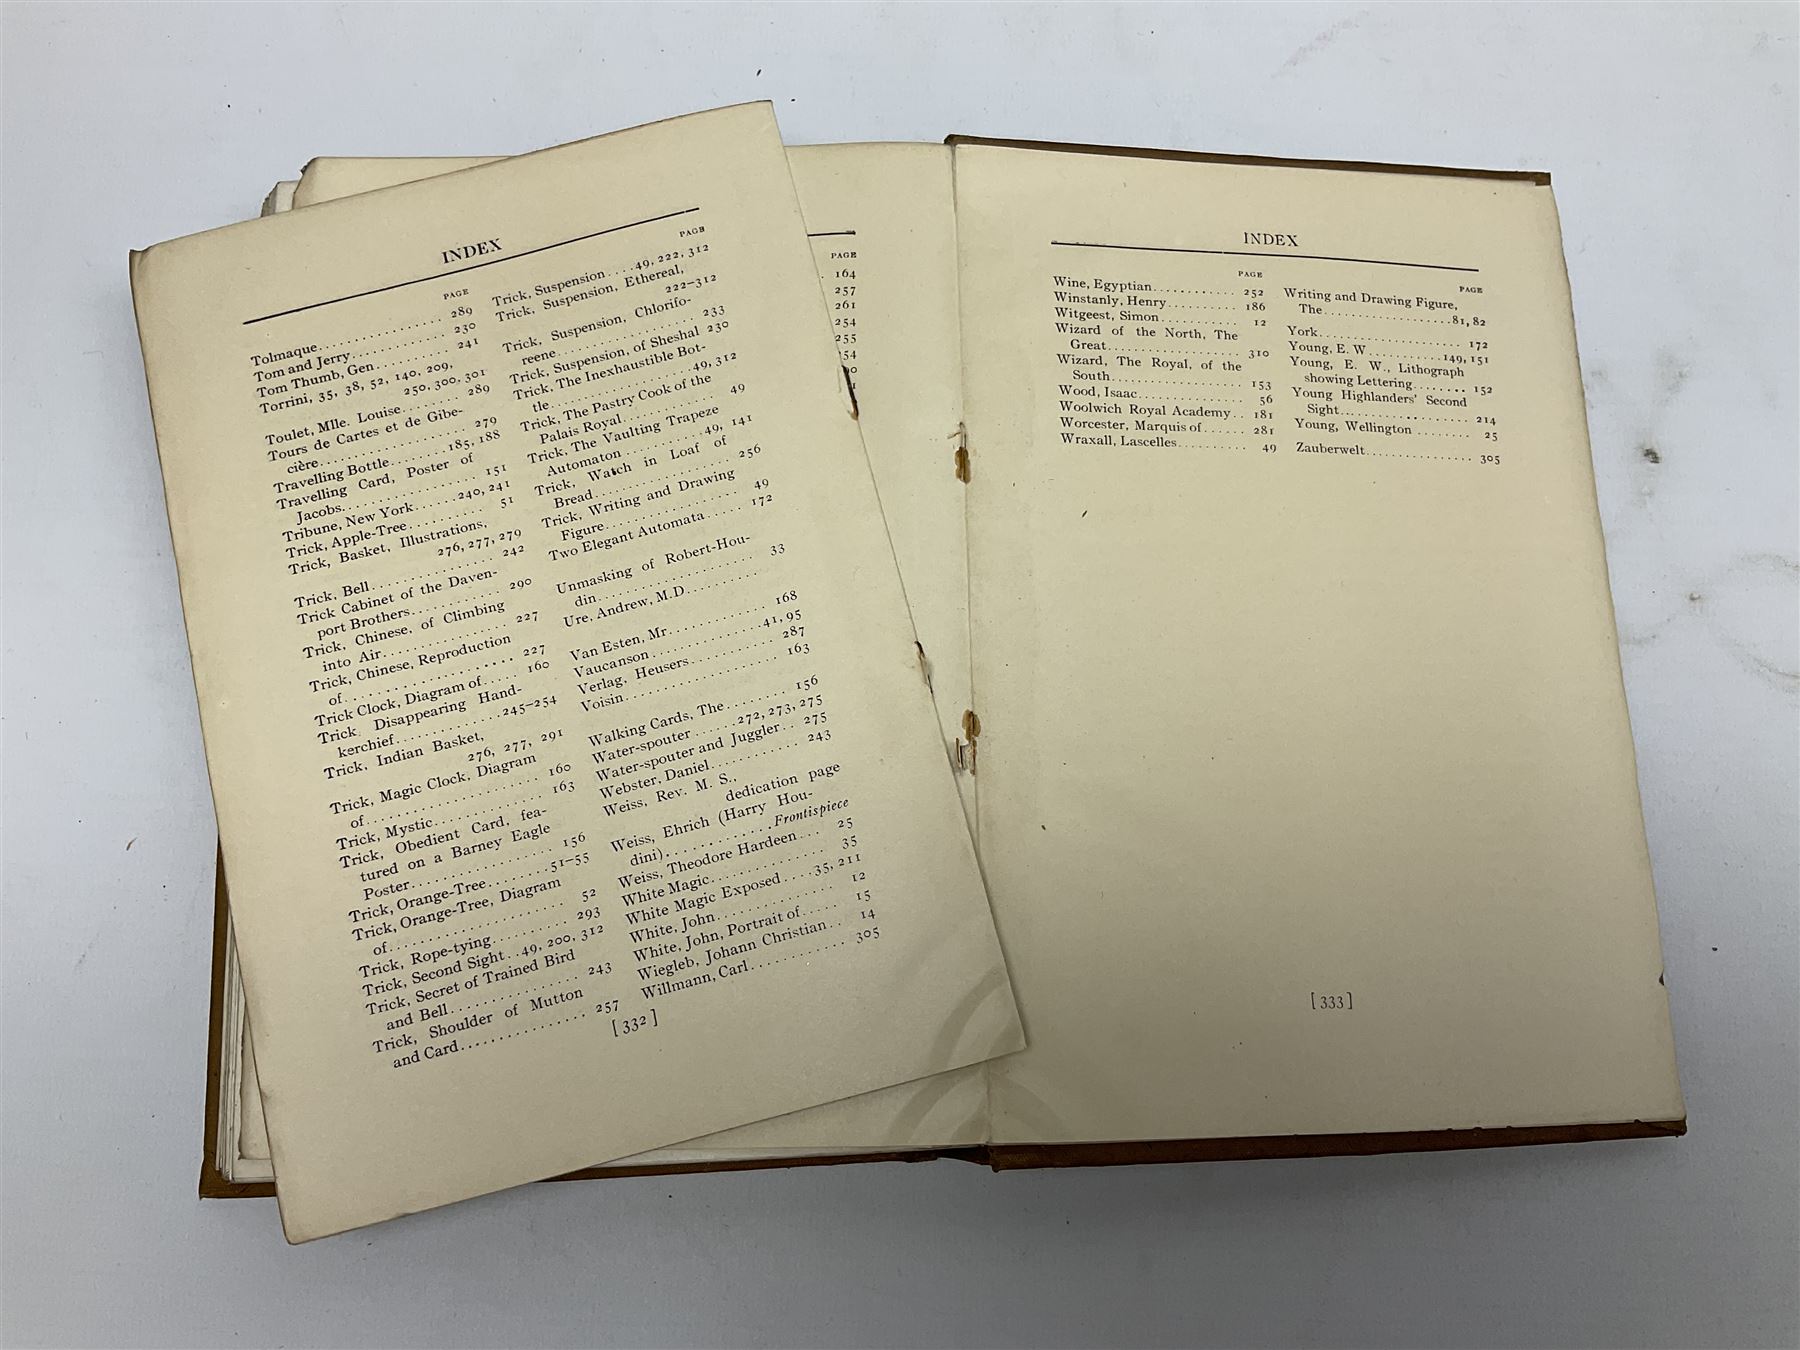 INDEX
PAGE
Tolmaque.................. 289
Tom and Jerry............. 230
Tom Thumb, Gen.......... 241
Torrini, 35, 38, 52, 140, 209,
250, 300, 301
Toulet, Mlle. Louise........ 289
Tours de Cartes et de Gibe-
cière..................... 279
Travelling Bottle........185, 188
Travelling Card, Poster of
Jacobs................... 151
Tribune, New York......240, 241
Trick, Apple-Tree........... 51
Trick, Basket, Illustrations,
276, 277, 279
Trick, Bell................. 242
Trick Cabinet of the Daven-
port Brothers............. 290
Trick, Chinese, of Climbing
into Air.................. 227
Trick, Chinese, Reproduction
of....................... 227
Trick Clock, Diagram of..... 160
Trick Disappearing Hand-
kerchief.............245-254
Trick, Indian Basket,
276, 277, 291
Trick, Magic Clock, Diagram
of....................... 160
Trick, Mystic.............. 163
Trick, Obedient Card, fea-
tured on a Barney Eagle
Poster................... 156
Trick, Orange-Tree........51-55
Trick, Orange-Tree, Diagram
of....................... 52
Trick, Rope-tying.......... 293
Trick, Second Sight..49, 200, 312
Trick, Secret of Trained Bird
and Bell................. 243
Trick, Shoulder of Mutton
and Card................ 257
PAGE
Trick, Suspension....49, 222, 312
Trick, Suspension, Ethereal,
222-312
Trick, Suspension, Chlorifo-
reene.................... 233
Trick, Suspension, of Sheshal 230
Trick, The Inexhaustible Bot-
tle...................49, 312
Trick, The Pastry Cook of the
Palais Royal.............. 49
Trick, The Vaulting Trapeze
Automaton...........49, 141
Trick, Watch in Loaf of
Bread................... 256
Trick, Writing and Drawing
Figure................... 49
Two Elegant Automata..... 172
Unmasking of Robert-Hou-
din...................... 33
Ure, Andrew, M.D..........
168
Van Esten, Mr..............41, 95
Vaucanson................. 287
Verlag, Heusers............ 163
Voisin.....................
Walking Cards, The........ 156
Water-spouter .....272, 273, 275
Water-spouter and Juggler.. 275
Webster, Daniel............ 243
Weiss, Rev. M. S.,
dedication page
Weiss, Ehrich (Harry Hou-
dini).............Frontispiece
Weiss, Theodore Hardeen... 25
White Magic............... 35
White Magic Exposed....35, 211
White, John................ 12
White, John, Portrait of..... 15
Wiegleb, Johann Christian.. 14
Willmann, Carl............. 305
[ 332 ]
PAGE
164
257
261
254
255
INDEX
PAGE
Wine, Egyptian............ 252
Winstanly, Henry.......... 186
Witgeest, Simon........... 12
Wizard of the North, The
Great................... 310
Wizard, The Royal, of the
South................... 153
Wood, Isaac............... 56
Woolwich Royal Academy.. 181
Worcester, Marquis of...... 281
Wraxall, Lascelles.......... 49
PAGE
Writing and Drawing Figure,
The...................81, 82
York..................... 172
Young, E. W...........149, 151
Young, E. W., Lithograph
showing Lettering........ 152
Young Highlanders' Second
Sight................... 214
Young, Wellington ........ 25
Zauberwelt................ 305
[ 333 ]